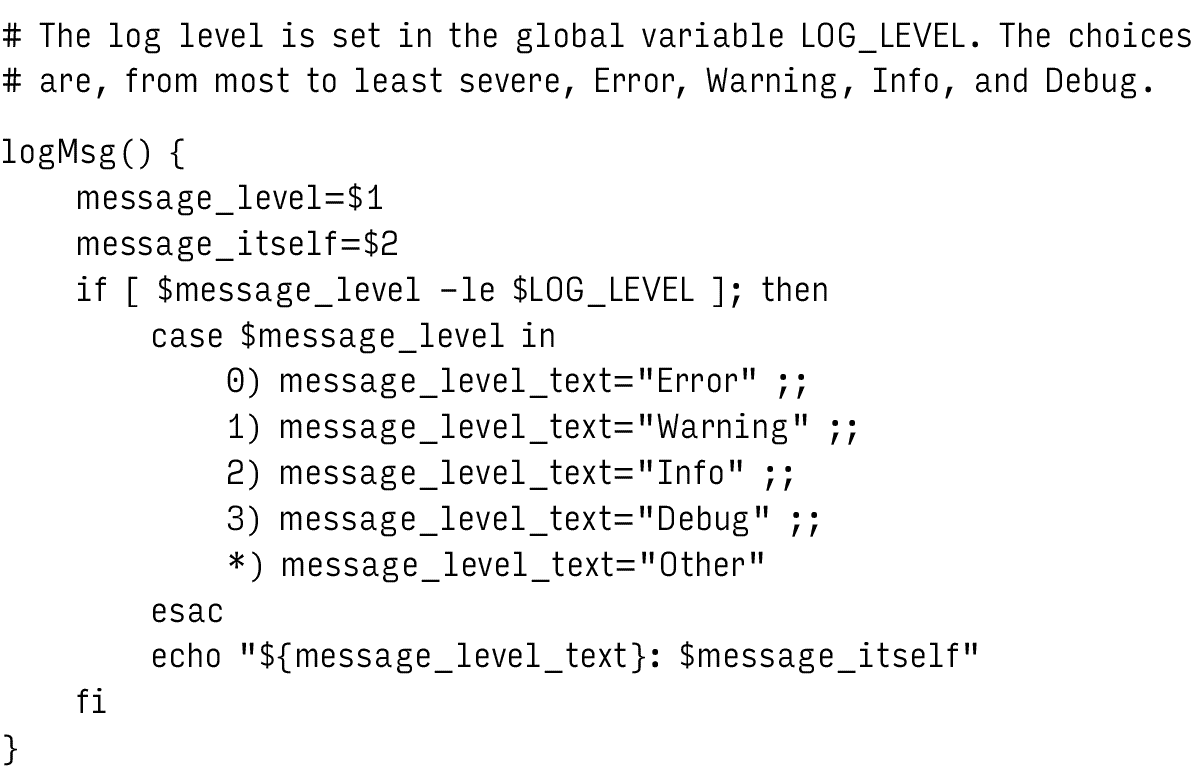 # The log level is set in the global variable LOG_LEVEL. The choices
# are, from most to least severe, Error, Warning, Info, and Debug.
logMsg() {
message_level=$1
message_itself=$2
if [ $message_level -le $LOG_LEVEL ]; then
case $message_level in
0) message_level_text="Error" ;;
1) message_level_text="Warning" ;;
2) message_level_text="Info" ;;
3) message_level_text="Debug" ;;
*) message_level_text="Other"
esac
echo "${message_level_text}: $message_itself"
fi
}